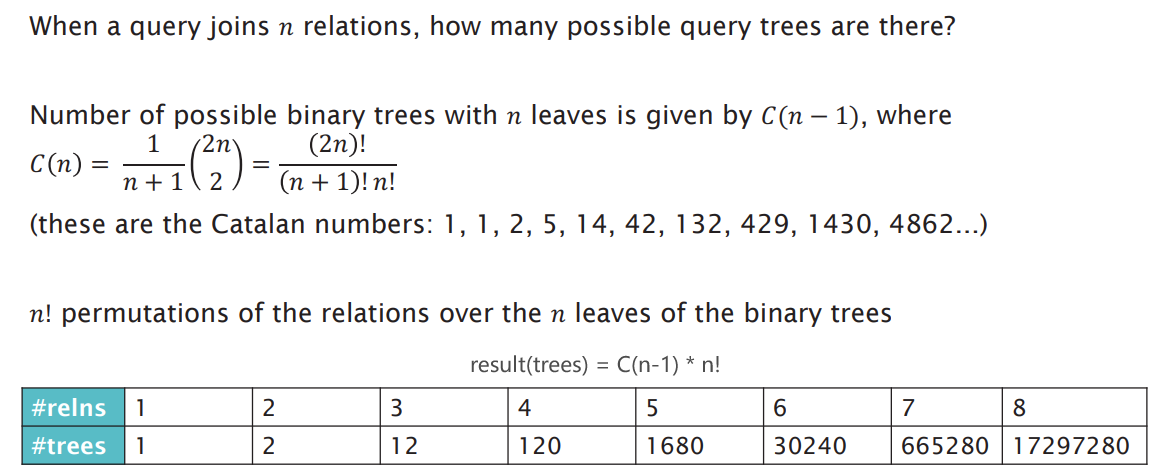 When a query joins n relations, how many possible query trees are there?
Number of possible binary trees with n leaves is given by C(n − 1), where
C(n) = 1/(n + 1) (2n 2) = (2n)!/((n + 1)! n!)
(these are the Catalan numbers: 1, 1, 2, 5, 14, 42, 132, 429, 1430, 4862…)
n! permutations of the relations over the n leaves of the binary trees
result(trees) = C(n-1) * n!
#relns 1 2 3 4 5 6 7 8
#trees 1 2 12 120 1680 30240 665280 17297280